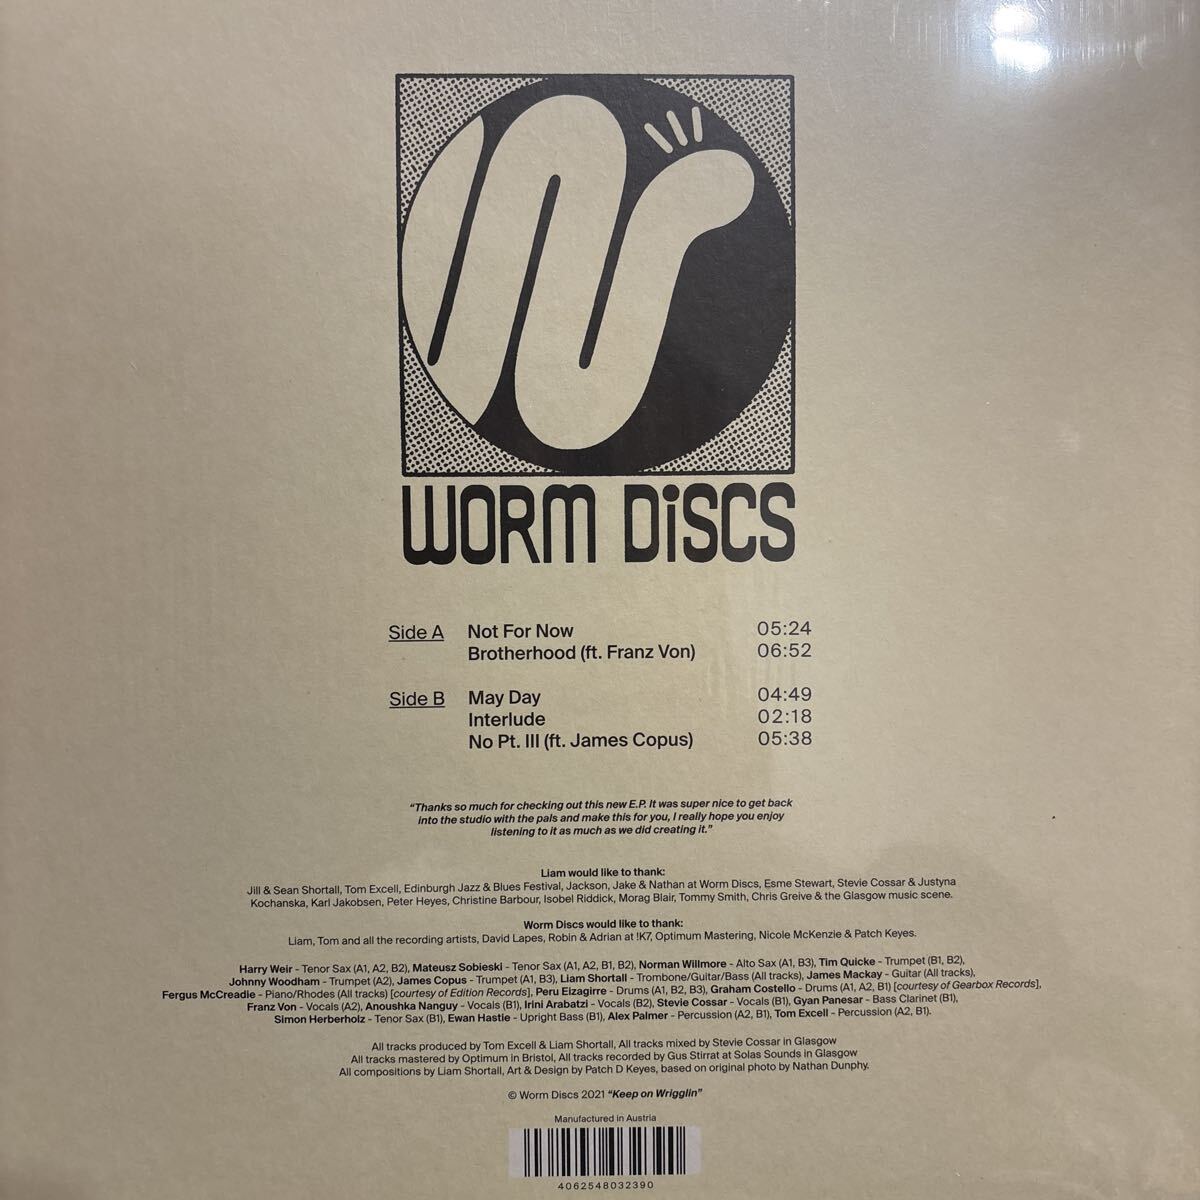 WORM DiSCS
Side A Not For Now 05:24
Brotherhood (ft. Franz Von) 06:52
Side B May Day 04:49
Interlude 02:18
No Pt. III (ft. James Copus) 05:38
“Thanks so much for checking out this new E.P. It was super nice to get back
into the studio with the pals and make this for you, I really hope you enjoy
listening to it as much as we did creating it.”
Liam would like to thank:
Jill & Sean Shortall, Tom Excell, Edinburgh Jazz & Blues Festival, Jackson, Jake & Nathan at Worm Discs, Esme Stewart, Stevie Cossar & Justyna
Kochanska, Karl Jakobsen, Peter Heyes, Christine Barbour, Isobel Riddick, Morag Blair, Tommy Smith, Chris Greive & the Glasgow music scene.
Worm Discs would like to thank:
Liam, Tom and all the recording artists, David Lapes, Robin & Adrian at !K7, Optimum Mastering, Nicole McKenzie & Patch Keyes.
Harry Weir - Tenor Sax (A1, A2, B2), Mateusz Sobieski - Tenor Sax (A1, A2, B1, B2), Norman Willmore - Alto Sax (A1, B3), Tim Quicke - Trumpet (B1, B2),
Johnny Woodham - Trumpet (A2), James Copus - Trumpet (A1, B3), Liam Shortall - Trombone/Guitar/Bass (All tracks), James Mackay - Guitar (All tracks),
Fergus McCreadie - Piano/Rhodes (All tracks) [courtesy of Edition Records], Peru Eizagirre - Drums (A1, B2, B3), Graham Costello - Drums (A1, A2, B1) [courtesy of Gearbox Records],
Franz Von - Vocals (A2), Anoushka Nanguy - Vocals (B1), Irini Arabatzi - Vocals (B2), Stevie Cossar - Vocals (B1), Gyan Panesar - Bass Clarinet (B1),
Simon Herberholz - Tenor Sax (B1), Ewan Hastie - Upright Bass (B1), Alex Palmer - Percussion (A2, B1), Tom Excell - Percussion (A2, B1).
All tracks produced by Tom Excell & Liam Shortall, All tracks mixed by Stevie Cossar in Glasgow
All tracks mastered by Optimum in Bristol, All tracks recorded by Gus Stirrat at Solas Sounds in Glasgow
All compositions by Liam Shortall, Art & Design by Patch D Keyes, based on original photo by Nathan Dunphy.
© Worm Discs 2021 “Keep on Wrigglin”
Manufactured in Austria
4062548032390